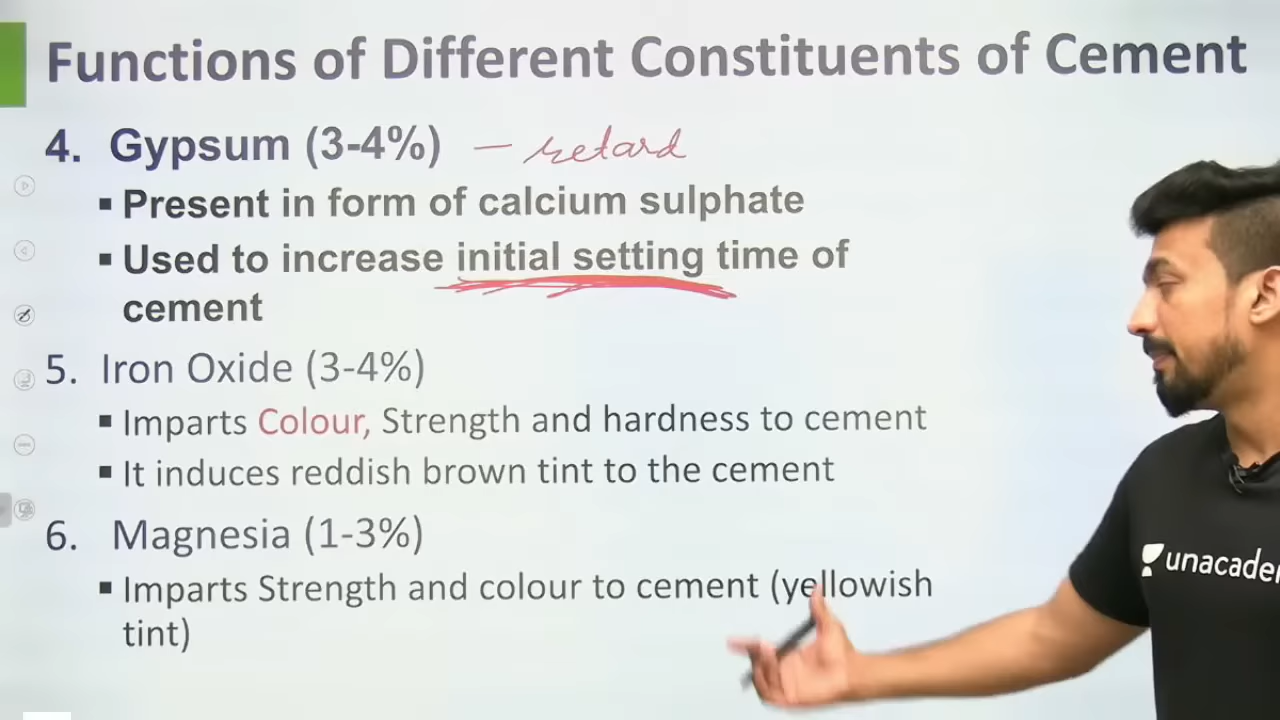 Functions of Different Constituents of Cement
4. Gypsum (3-4%) – retard
▪ Present in form of calcium sulphate
▪ Used to increase initial setting time of
cement
5. Iron Oxide (3-4%)
▪ Imparts Colour, Strength and hardness to cement
▪ It induces reddish brown tint to the cement
6. Magnesia (1-3%)
▪ Imparts Strength and colour to cement (yellowish
tint)
unacade